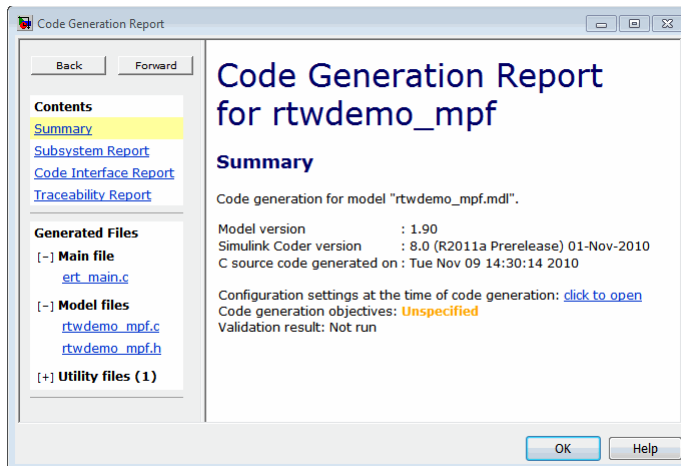 Code Generation Report
Back Forward
Contents
Summary
Subsystem Report
Code Interface Report
Traceability Report
Generated Files
[-] Main file
ert_main.c
[-] Model files
rtwdemo_mpf.c
rtwdemo_mpf.h
[+] Utility files (1)
Code Generation Report
for rtwdemo_mpf
Summary
Code generation for model "rtwdemo_mpf.mdl".
Model version : 1.90
Simulink Coder version : 8.0 (R2011a Prerelease) 01-Nov-2010
C source code generated on : Tue Nov 09 14:30:14 2010
Configuration settings at the time of code generation: click to open
Code generation objectives: Unspecified
Validation result: Not run
OK Help